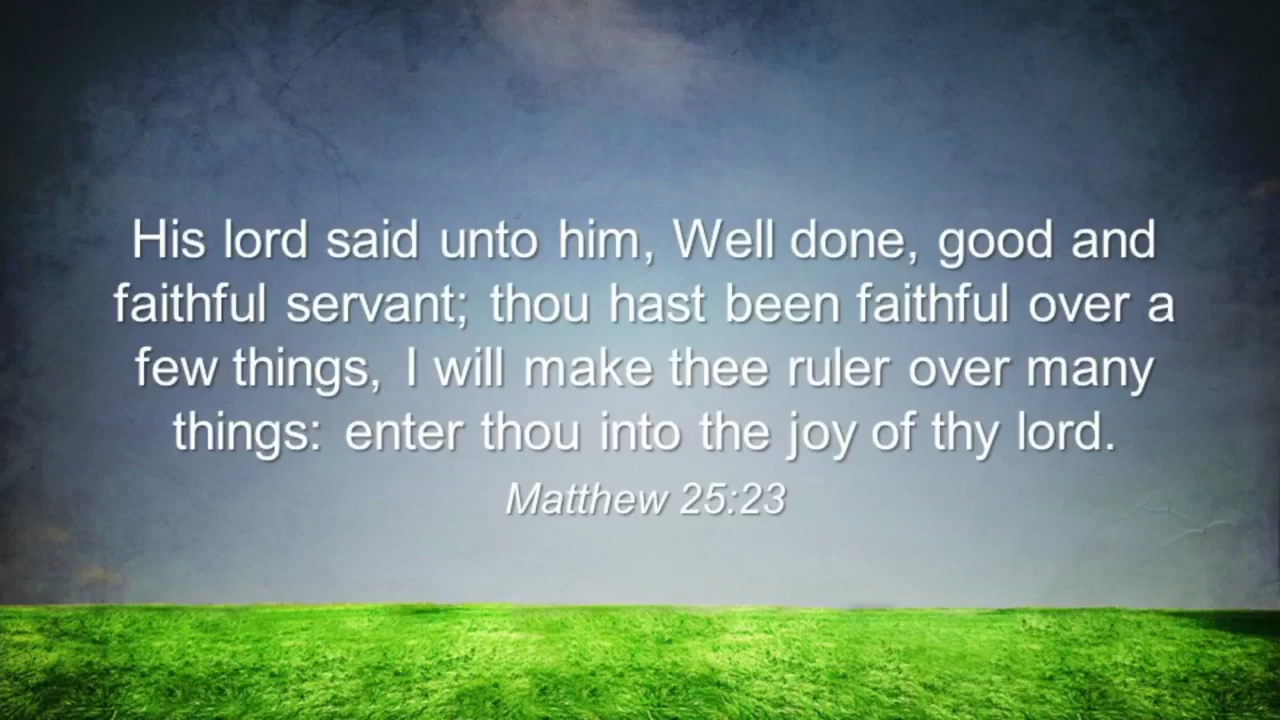 His lord said unto him, Well done, good and
faithful servant; thou hast been faithful over a
few things, I will make thee ruler over many
things: enter thou into the joy of thy lord.
Matthew 25:23